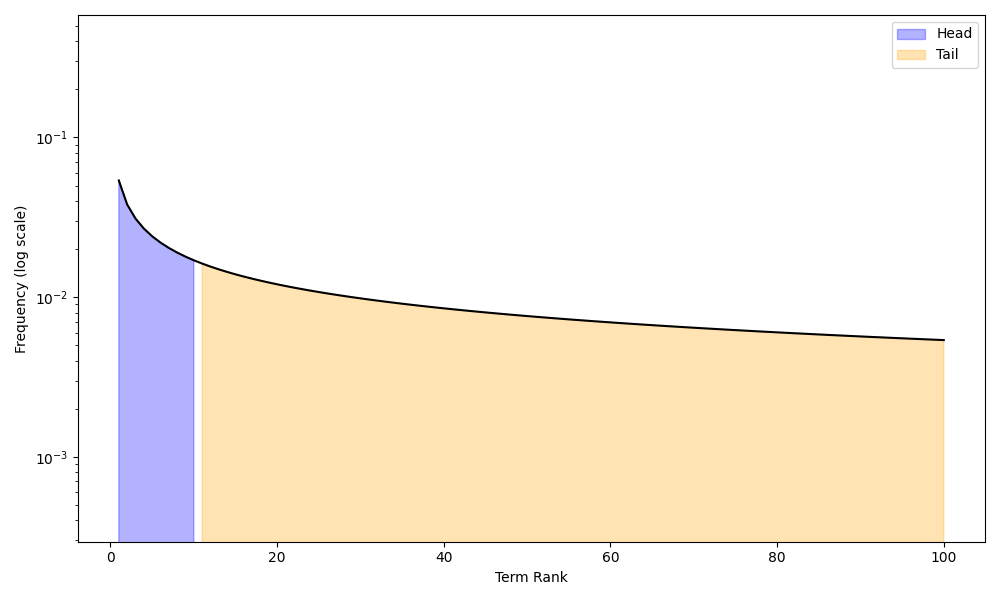 Head
Tail
Frequency (log scale)
10⁻¹
10⁻²
10⁻³
0 20 40 60 80 100
Term Rank